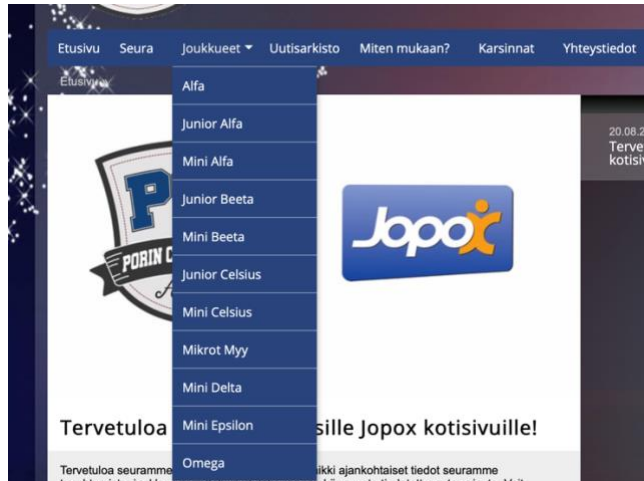 Etusivu Seura Joukkueet Uutisarkisto Miten mukaan? Karsinnat Yhteystiedot
Etusivu
Alfa
Junior Alfa
Mini Alfa
Junior Beeta
Mini Beeta
Junior Celsius
Mini Celsius
Mikrot Myy
Mini Delta
Mini Epsilon
Omega
PORIN
Jopox
20.08.2
Terve
kotisiv
Tervetuloa sille Jopox kotisivuille!
Tervetuloa seuramme ikki ajankohtaiset tiedot seuramme